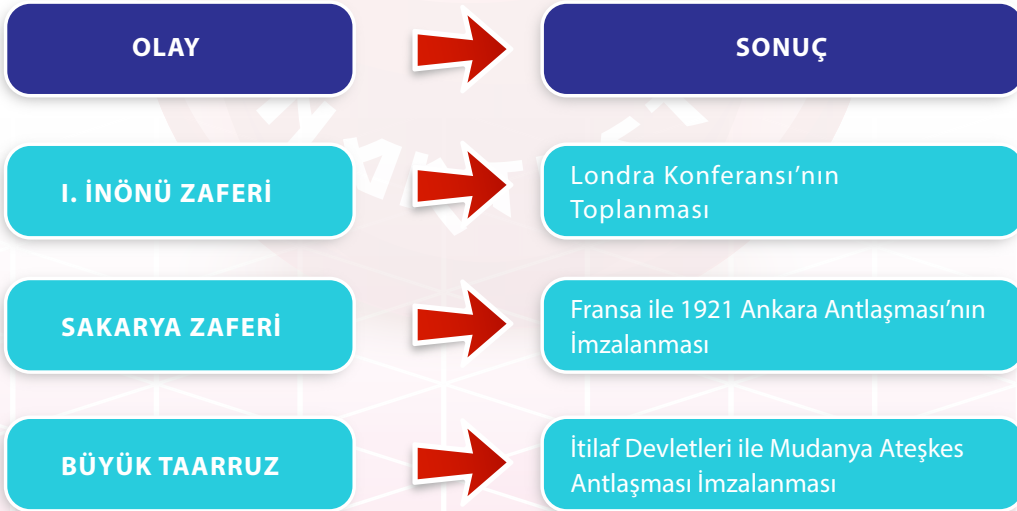 OLAY
SONUÇ
I. İNÖNÜ ZAFERİ
Londra Konferansı’nın
Toplanması
SAKARYA ZAFERİ
Fransa ile 1921 Ankara Antlaşması’nın
İmzalanması
BÜYÜK TAARRUZ
İtilaf Devletleri ile Mudanya Ateşkes
Antlaşması İmzalanması